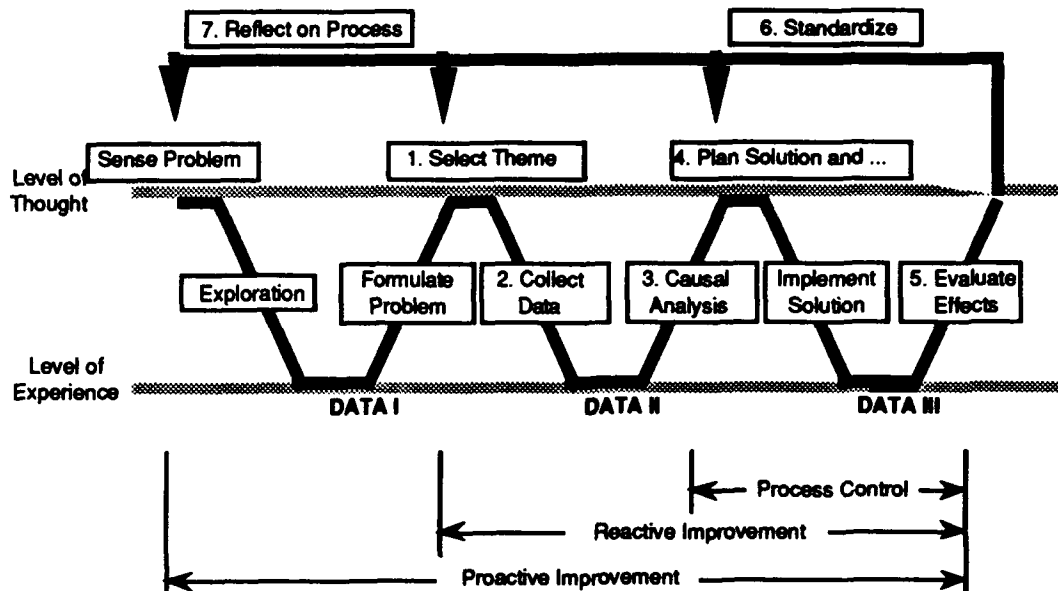 7. Reflect on Process
6. Standardize
Sense Problem
1. Select Theme
4. Plan Solution and ...
Level of
Thought
Exploration
Formulate
Problem
2. Collect
Data
3. Causal
Analysis
Implement
Solution
5. Evaluate
Effects
Level of
Experience
DATA I
DATA II
DATA III
Process Control
Reactive Improvement
Proactive Improvement